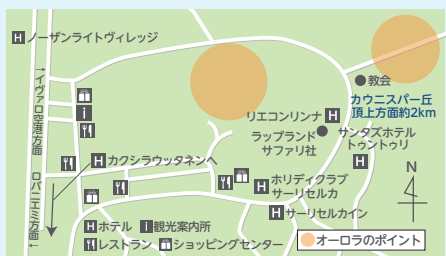 H ノーザンライトヴィレッジ
↑イヴァロ空港方面
ロバニエミ方面↓
i
教会
カウニスパー丘
頂上方面約2km
リエコンリンナ H
ラップランド
サファリ社
サンタズホテル
トゥントゥリ
H
H カクシラウッタネンへ
H ホリディクラブ
サーリセルカ
H サーリセルカイン
N
H ホテル i 観光案内所
レストラン ショッピングセンター
オーロラのポイント